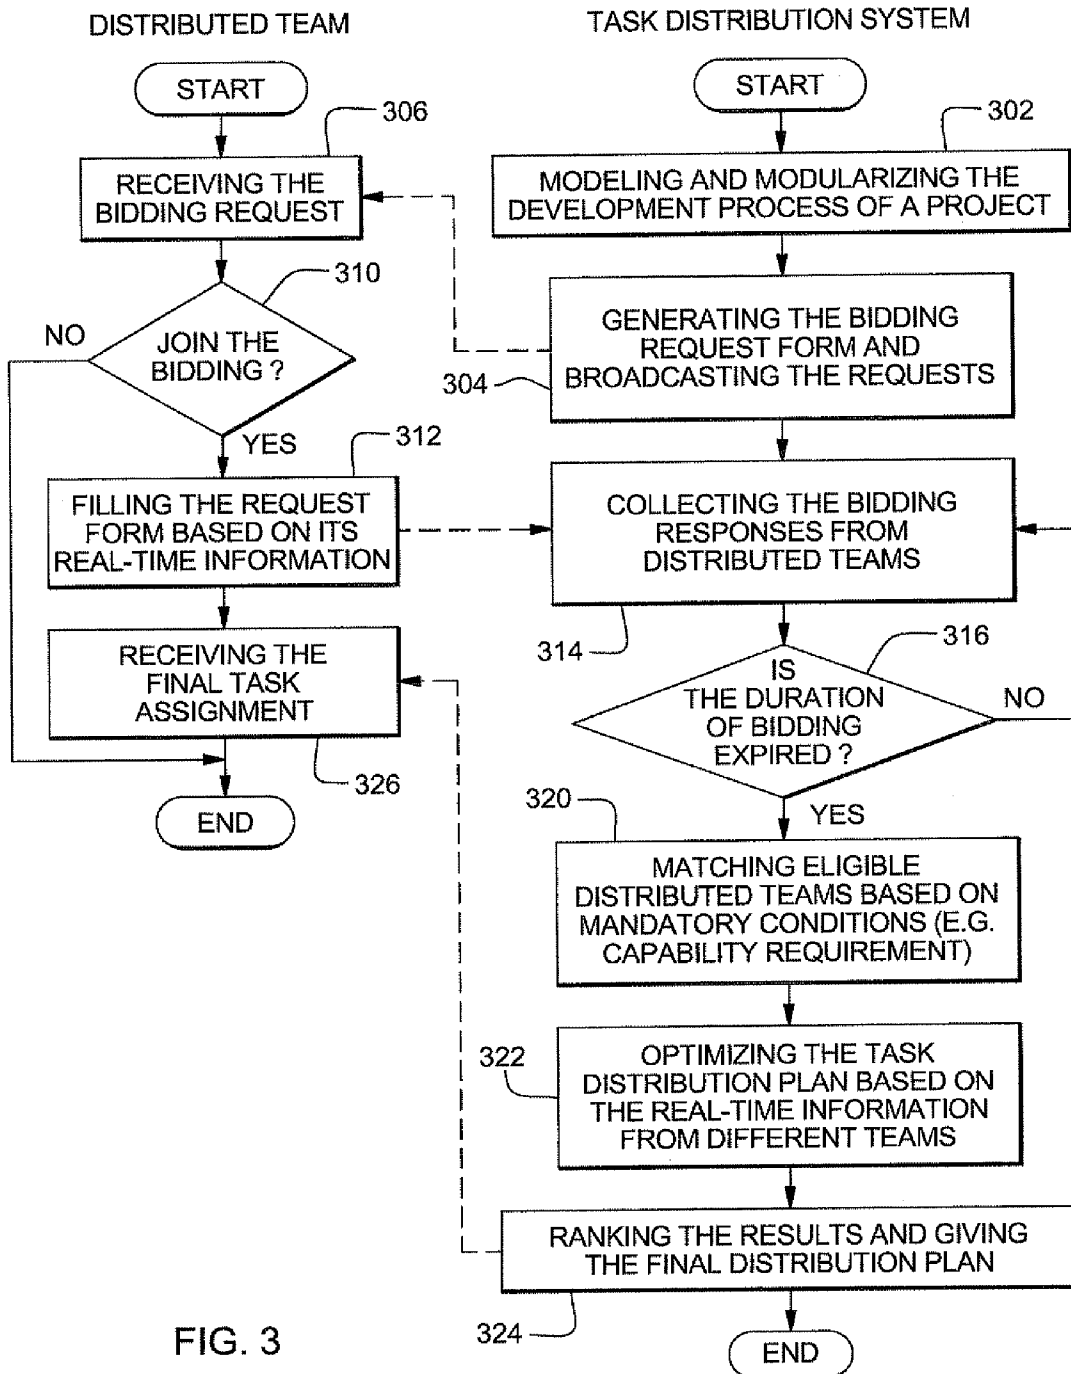 DISTRIBUTED TEAM
START
306
RECEIVING THE
BIDDING REQUEST
310
NO
JOIN THE
BIDDING ?
YES
312
FILLING THE REQUEST
FORM BASED ON ITS
REAL-TIME INFORMATION
RECEIVING THE
FINAL TASK
ASSIGNMENT
326
END
TASK DISTRIBUTION SYSTEM
START
302
MODELING AND MODULARIZING THE
DEVELOPMENT PROCESS OF A PROJECT
GENERATING THE BIDDING
REQUEST FORM AND
BROADCASTING THE REQUESTS
304
COLLECTING THE BIDDING
RESPONSES FROM
DISTRIBUTED TEAMS
314
316
IS
THE DURATION
OF BIDDING
EXPIRED ?
NO
YES
320
MATCHING ELIGIBLE
DISTRIBUTED TEAMS BASED ON
MANDATORY CONDITIONS (E.G.
CAPABILITY REQUIREMENT)
322
OPTIMIZING THE TASK
DISTRIBUTION PLAN BASED ON
THE REAL-TIME INFORMATION
FROM DIFFERENT TEAMS
RANKING THE RESULTS AND GIVING
THE FINAL DISTRIBUTION PLAN
324
END
FIG. 3